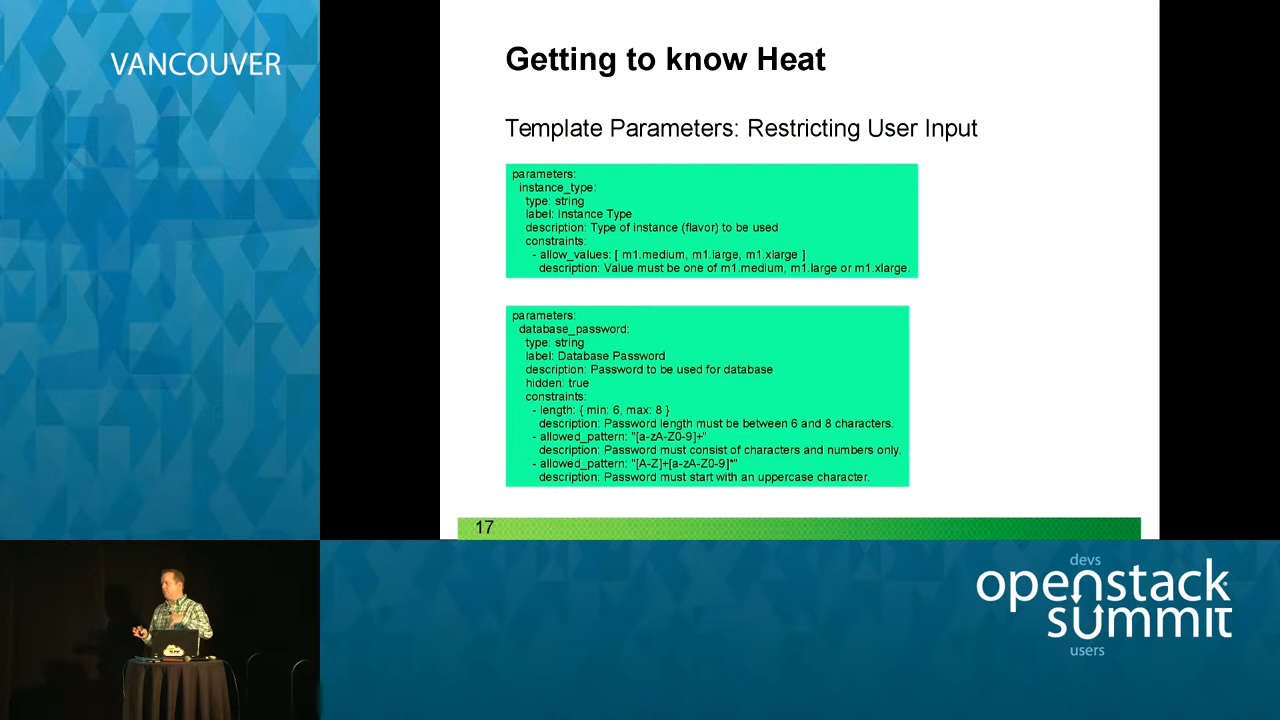 VANCOUVER
Getting to know Heat
Template Parameters: Restricting User Input
parameters:
instance_type:
type: string
label: Instance Type
description: Type of instance (flavor) to be used
constraints:
- allow_values: [ m1.medium, m1.large, m1.xlarge ]
description: Value must be one of m1.medium, m1.large or m1.xlarge.
parameters:
database_password:
type: string
label: Database Password
description: Password to be used for database
hidden: true
constraints:
- length: { min: 6, max: 8 }
description: Password length must be between 6 and 8 characters.
- allowed_pattern: "[a-zA-Z0-9]+"
description: Password must consist of characters and numbers only.
- allowed_pattern: "[A-Z]+[a-zA-Z0-9]*"
description: Password must start with an uppercase character.
17
devs
openstack
summit
users